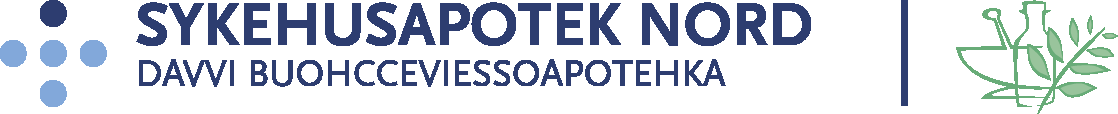 SYKEHUSAPOTEK NORD
DAVVI BUOHCCEVIESSOAPOTEHKA